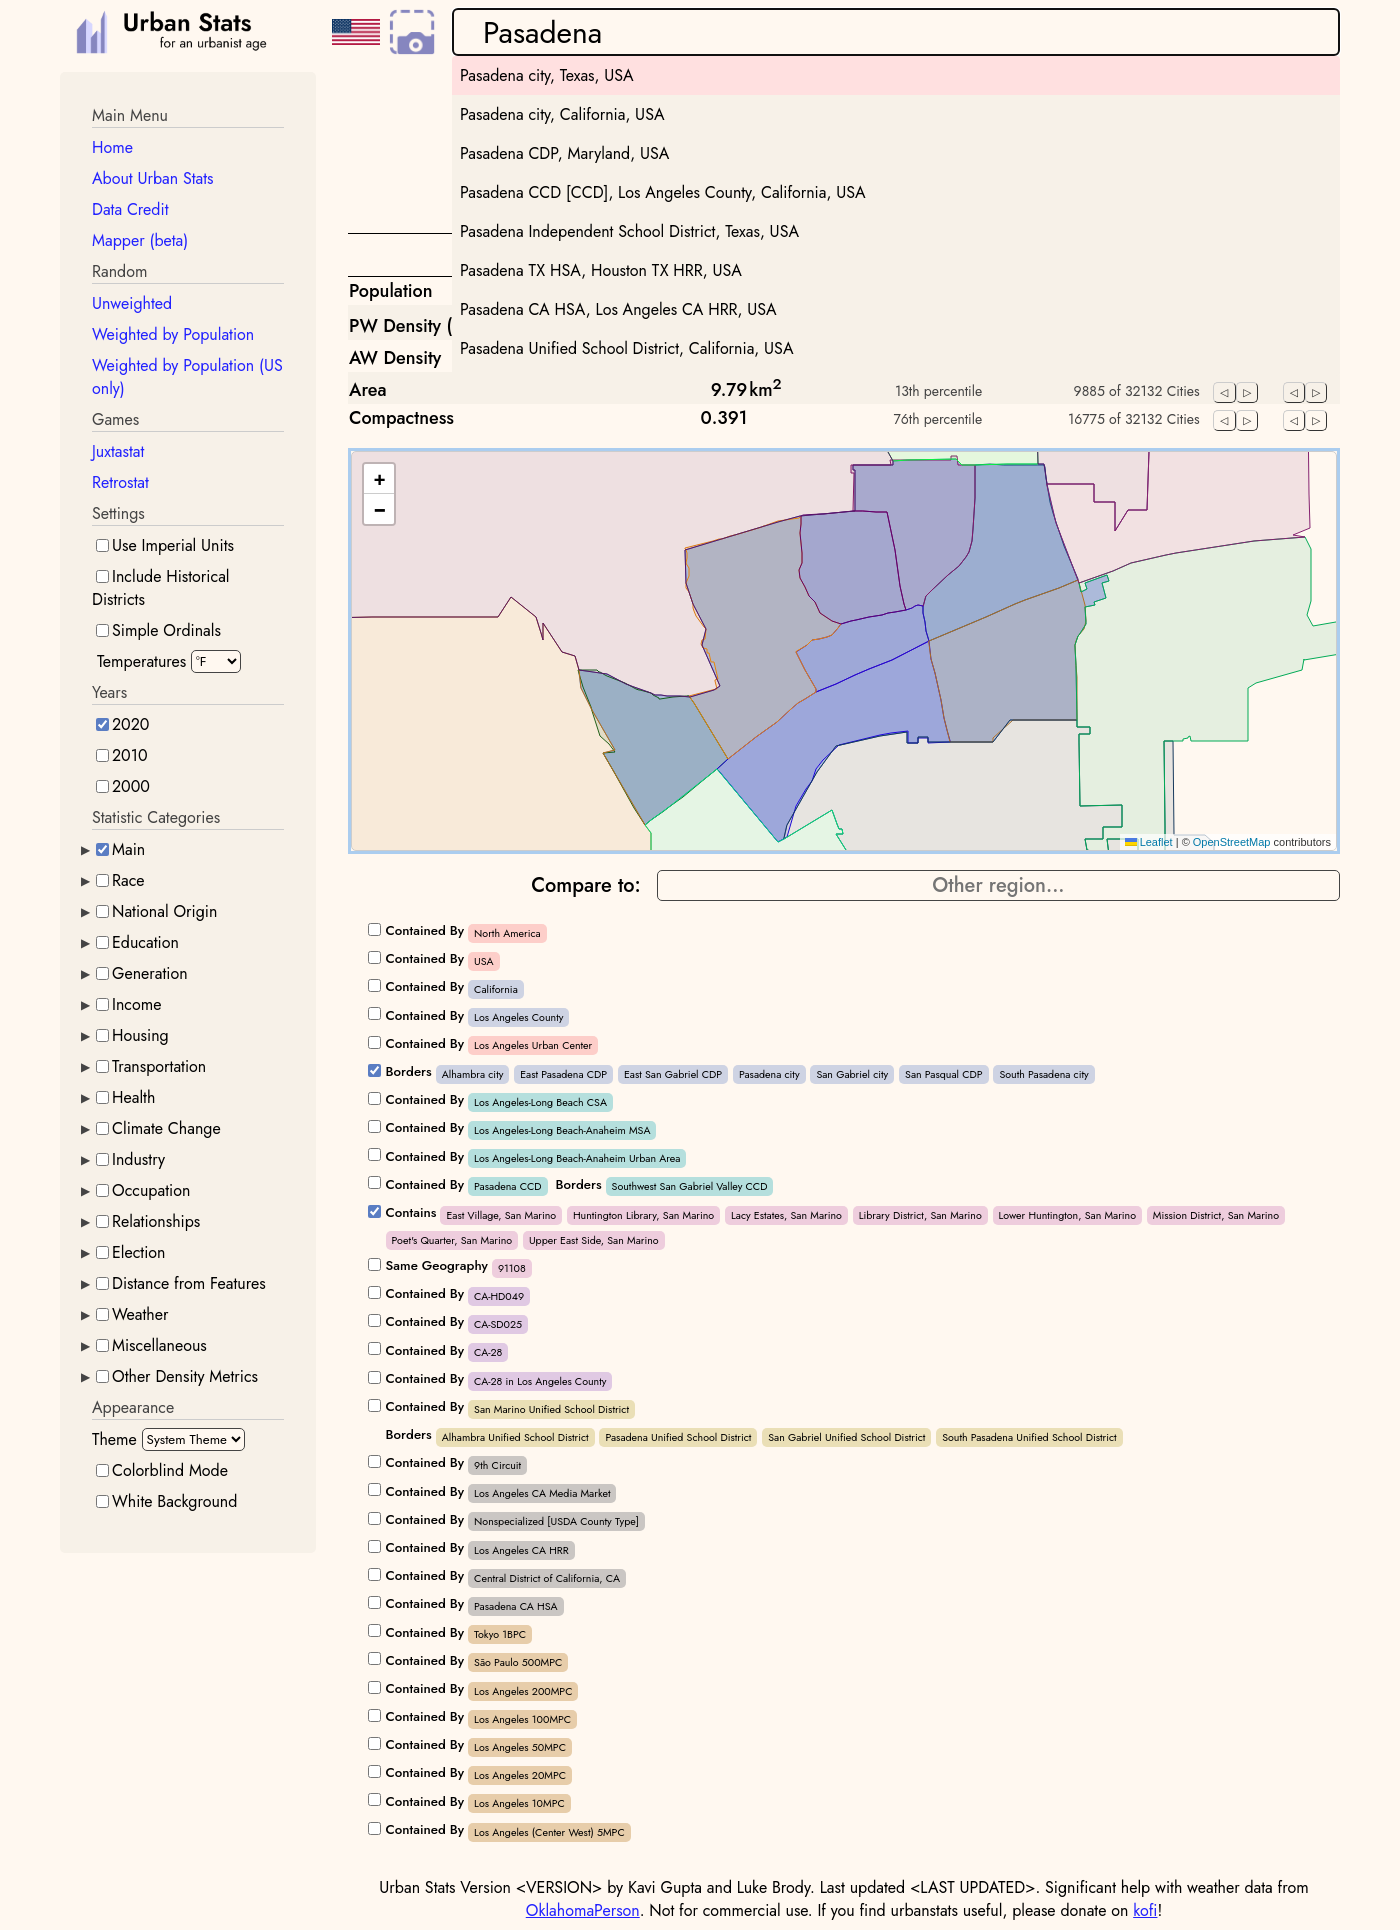 Urban Stats
for an urbanist age
Pasadena
Pasadena city, Texas, USA
Pasadena city, California, USA
Pasadena CDP, Maryland, USA
Pasadena CCD [CCD], Los Angeles County, California, USA
Pasadena Independent School District, Texas, USA
Pasadena TX HSA, Houston TX HRR, USA
Pasadena CA HSA, Los Angeles CA HRR, USA
Pasadena Unified School District, California, USA
Main Menu
Home
About Urban Stats
Data Credit
Mapper (beta)
Random
Unweighted
Weighted by Population
Weighted by Population (US
only)
Games
Juxtastat
Retrostat
Settings
Use Imperial Units
Include Historical
Districts
Simple Ordinals
Temperatures °F
Years
2020
2010
2000
Statistic Categories
▶ Main
▶ Race
▶ National Origin
▶ Education
▶ Generation
▶ Income
▶ Housing
▶ Transportation
▶ Health
▶ Climate Change
▶ Industry
▶ Occupation
▶ Relationships
▶ Election
▶ Distance from Features
▶ Weather
▶ Miscellaneous
▶ Other Density Metrics
Appearance
Theme System Theme
Colorblind Mode
White Background
Population
PW Density (
AW Density
Area 9.79 km² 13th percentile 9885 of 32132 Cities ◁ ▷ ◁ ▷
Compactness 0.391 76th percentile 16775 of 32132 Cities ◁ ▷ ◁ ▷
+
−
Leaflet | © OpenStreetMap contributors
Compare to: Other region...
Contained By North America
Contained By USA
Contained By California
Contained By Los Angeles County
Contained By Los Angeles Urban Center
Borders Alhambra city East Pasadena CDP East San Gabriel CDP Pasadena city San Gabriel city San Pasqual CDP South Pasadena city
Contained By Los Angeles-Long Beach CSA
Contained By Los Angeles-Long Beach-Anaheim MSA
Contained By Los Angeles-Long Beach-Anaheim Urban Area
Contained By Pasadena CCD Borders Southwest San Gabriel Valley CCD
Contains East Village, San Marino Huntington Library, San Marino Lacy Estates, San Marino Library District, San Marino Lower Huntington, San Marino Mission District, San Marino
Poet's Quarter, San Marino Upper East Side, San Marino
Same Geography 91108
Contained By CA-HD049
Contained By CA-SD025
Contained By CA-28
Contained By CA-28 in Los Angeles County
Contained By San Marino Unified School District
Borders Alhambra Unified School District Pasadena Unified School District San Gabriel Unified School District South Pasadena Unified School District
Contained By 9th Circuit
Contained By Los Angeles CA Media Market
Contained By Nonspecialized [USDA County Type]
Contained By Los Angeles CA HRR
Contained By Central District of California, CA
Contained By Pasadena CA HSA
Contained By Tokyo 1BPC
Contained By São Paulo 500MPC
Contained By Los Angeles 200MPC
Contained By Los Angeles 100MPC
Contained By Los Angeles 50MPC
Contained By Los Angeles 20MPC
Contained By Los Angeles 10MPC
Contained By Los Angeles (Center West) 5MPC
Urban Stats Version <VERSION> by Kavi Gupta and Luke Brody. Last updated <LAST UPDATED>. Significant help with weather data from
OklahomaPerson. Not for commercial use. If you find urbanstats useful, please donate on kofi!